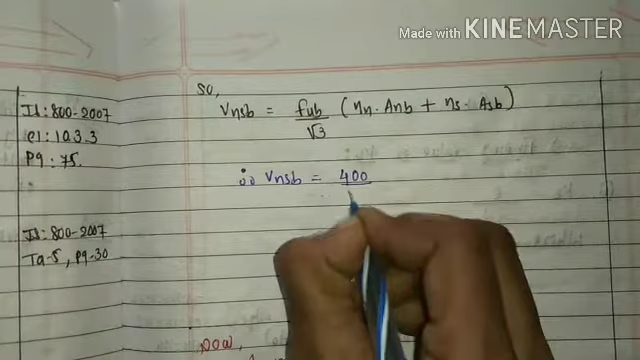 Made with KINEMASTER
so,
Vnsb = fub/√3 (nn. Anb + ns. Asb)
IS: 800-2007
cl: 10.3.3
Pg: 75.
∴ Vnsb = 400
IS: 800-2007
Ta-5, Pg-30
now,